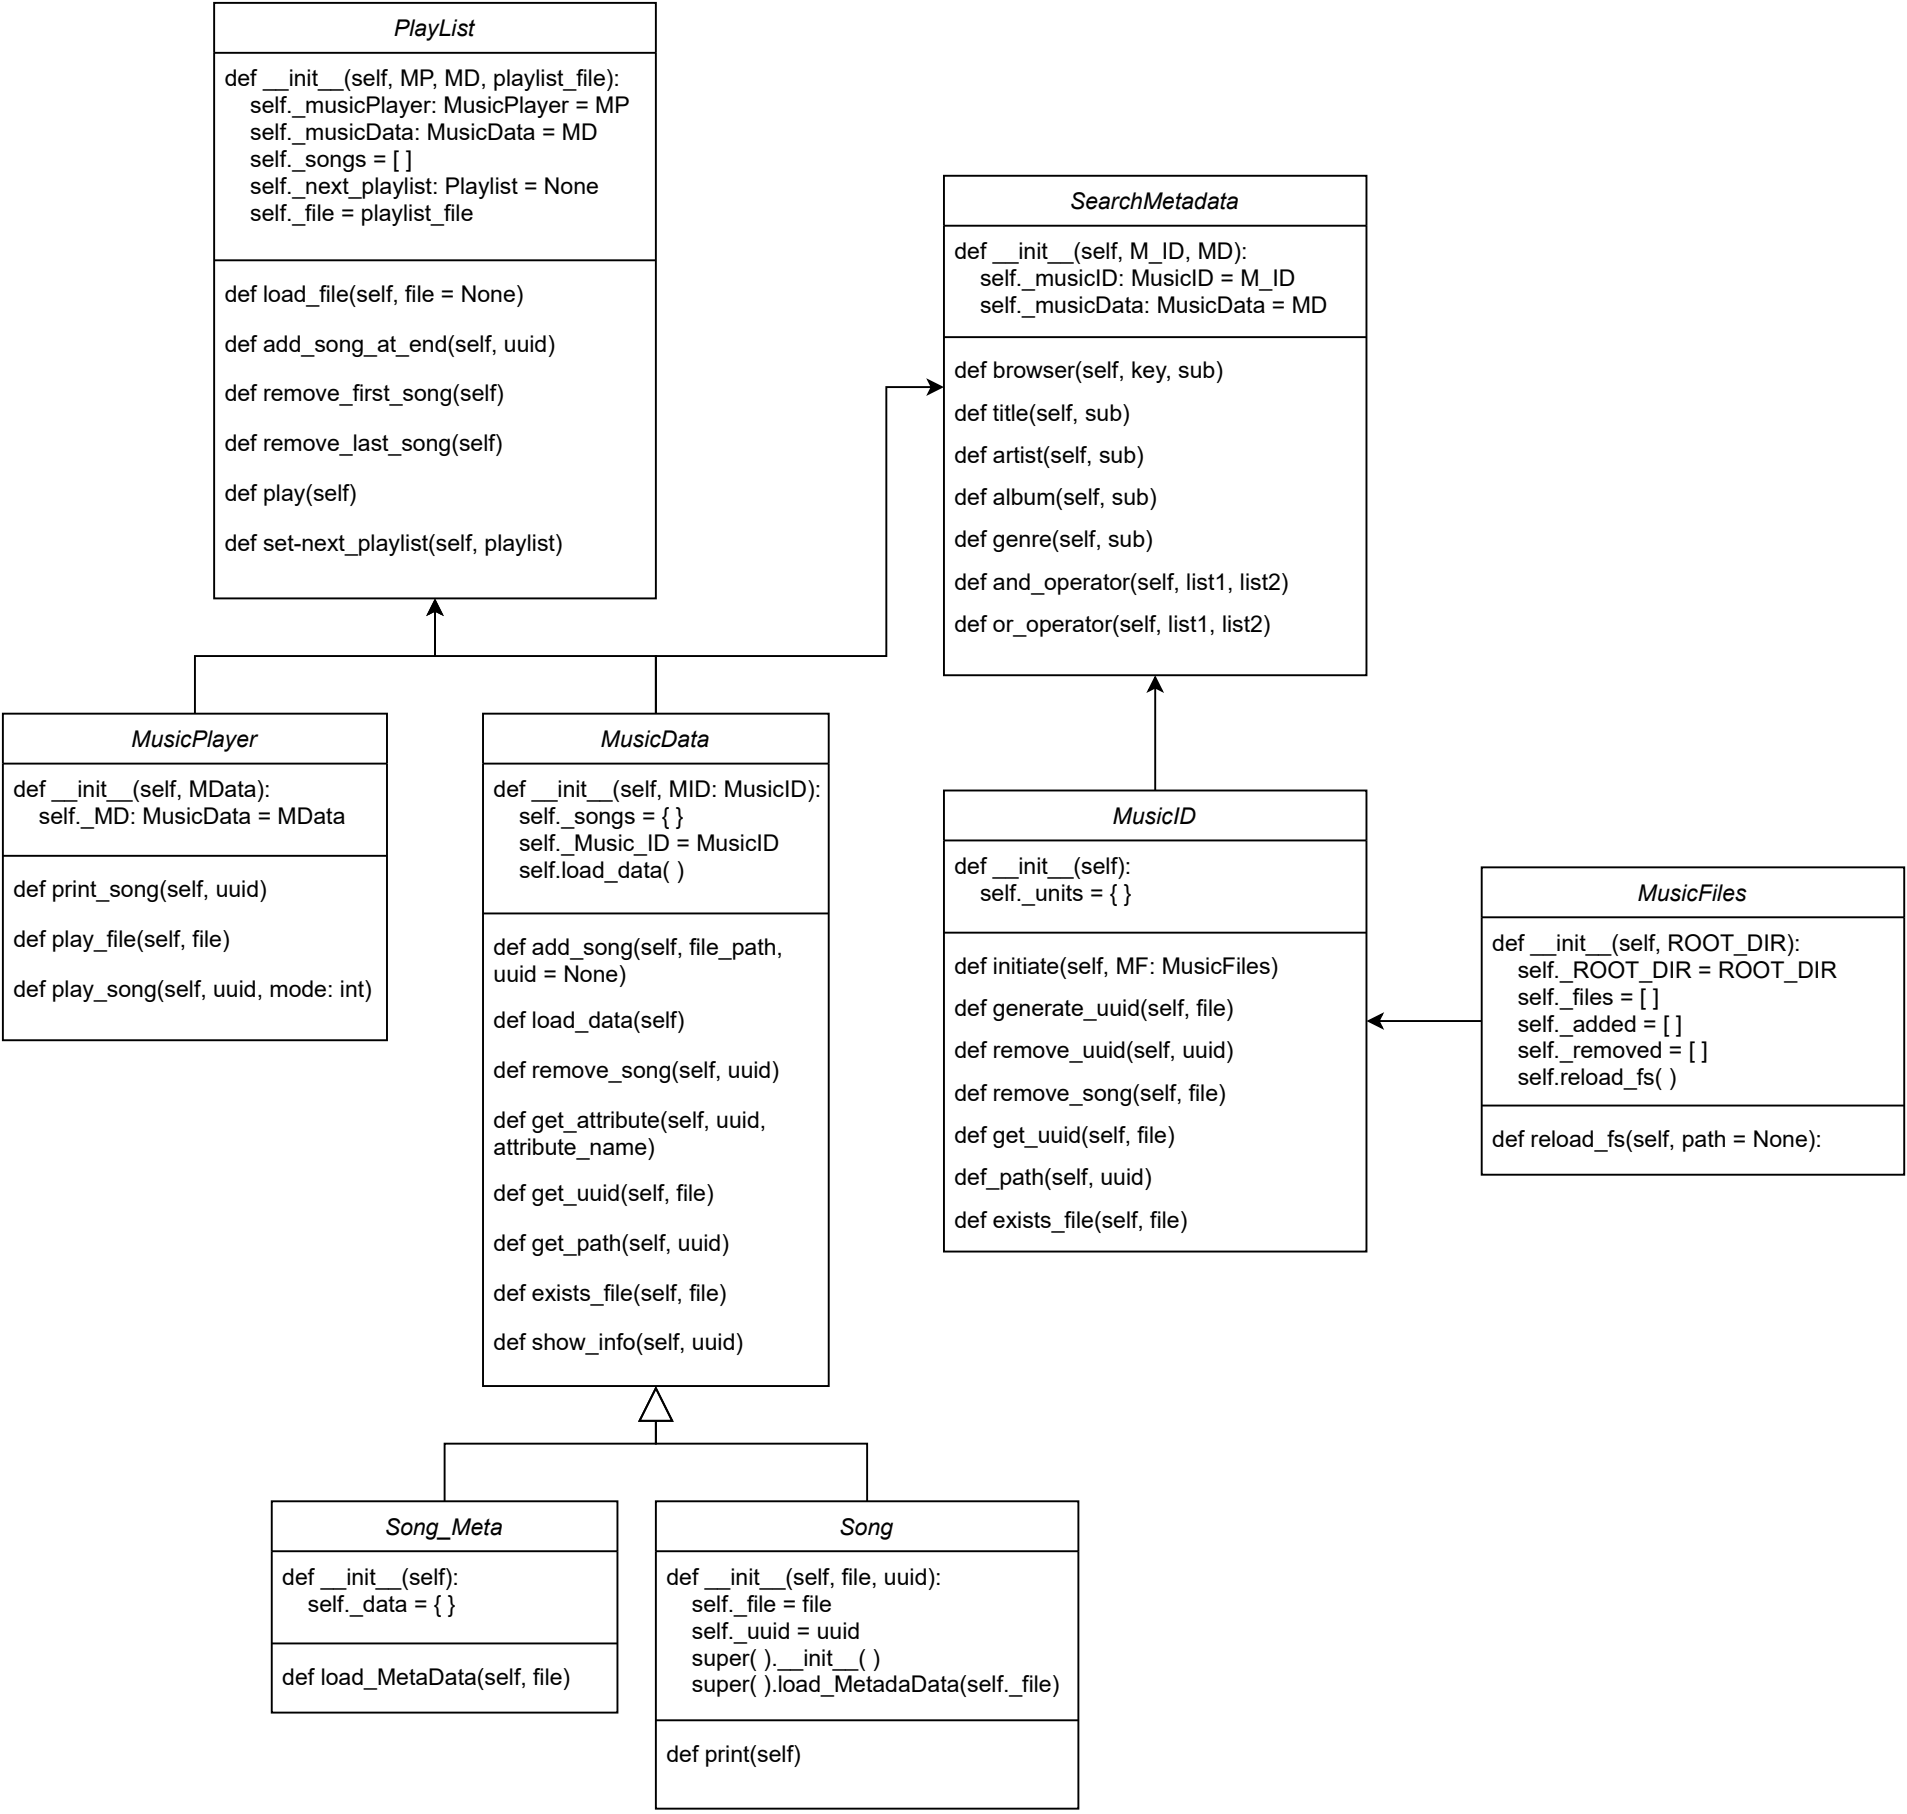 PlayList
def __init__(self, MP, MD, playlist_file):
self._musicPlayer: MusicPlayer = MP
self._musicData: MusicData = MD
self._songs = [ ]
self._next_playlist: Playlist = None
self._file = playlist_file
def load_file(self, file = None)
def add_song_at_end(self, uuid)
def remove_first_song(self)
def remove_last_song(self)
def play(self)
def set-next_playlist(self, playlist)
SearchMetadata
def __init__(self, M_ID, MD):
self._musicID: MusicID = M_ID
self._musicData: MusicData = MD
def browser(self, key, sub)
def title(self, sub)
def artist(self, sub)
def album(self, sub)
def genre(self, sub)
def and_operator(self, list1, list2)
def or_operator(self, list1, list2)
MusicPlayer
def __init__(self, MData):
self._MD: MusicData = MData
def print_song(self, uuid)
def play_file(self, file)
def play_song(self, uuid, mode: int)
MusicData
def __init__(self, MID: MusicID):
self._songs = { }
self._Music_ID = MusicID
self.load_data( )
def add_song(self, file_path,
uuid = None)
def load_data(self)
def remove_song(self, uuid)
def get_attribute(self, uuid,
attribute_name)
def get_uuid(self, file)
def get_path(self, uuid)
def exists_file(self, file)
def show_info(self, uuid)
MusicID
def __init__(self):
self._units = { }
def initiate(self, MF: MusicFiles)
def generate_uuid(self, file)
def remove_uuid(self, uuid)
def remove_song(self, file)
def get_uuid(self, file)
def_path(self, uuid)
def exists_file(self, file)
MusicFiles
def __init__(self, ROOT_DIR):
self._ROOT_DIR = ROOT_DIR
self._files = [ ]
self._added = [ ]
self._removed = [ ]
self.reload_fs( )
def reload_fs(self, path = None):
Song_Meta
def __init__(self):
self._data = { }
def load_MetaData(self, file)
Song
def __init__(self, file, uuid):
self._file = file
self._uuid = uuid
super( ).__init__( )
super( ).load_MetadaData(self._file)
def print(self)